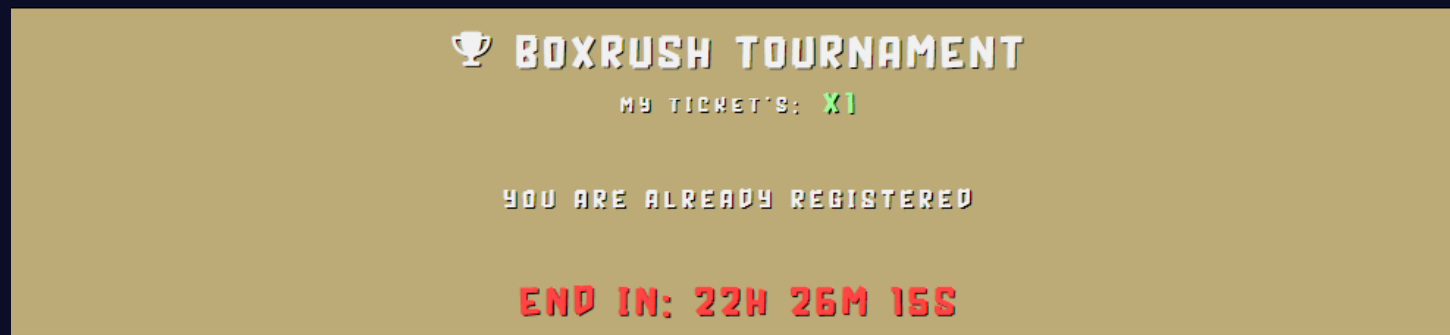 BOXRUSH TOURNAMENT
MY TICKET'S: X1
YOU ARE ALREADY REGISTERED
END IN: 22H 26M 15S